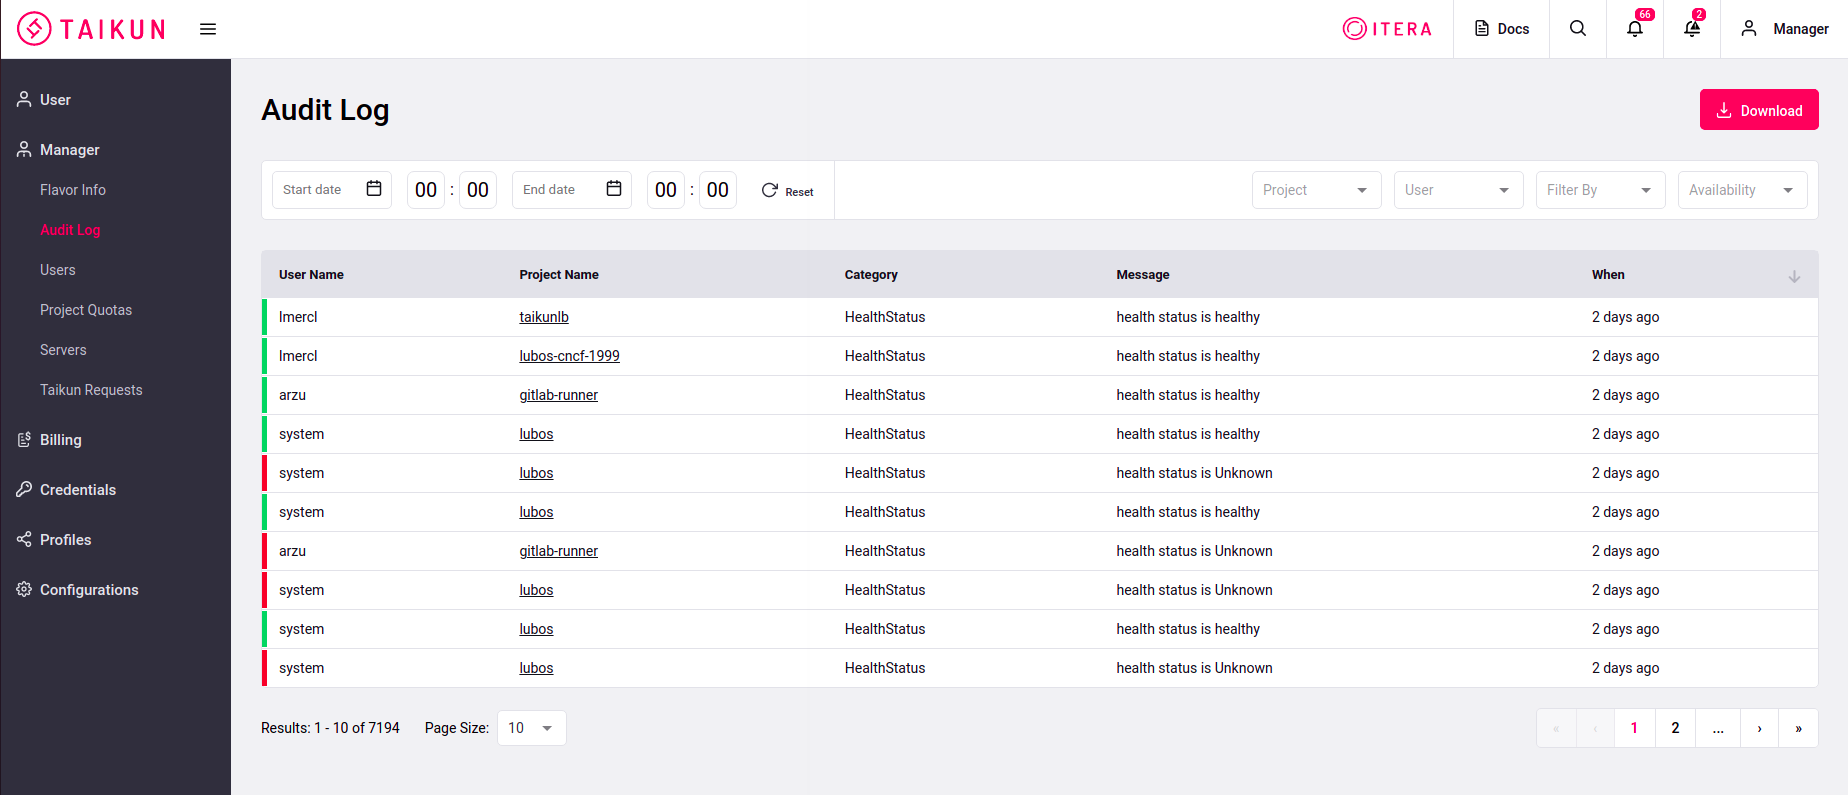 TAIKUN
ITERA
Docs
66
2
Manager
User
Manager
Flavor Info
Audit Log
Users
Project Quotas
Servers
Taikun Requests
Billing
Credentials
Profiles
Configurations
Audit Log
Download
Start date 00 : 00 End date 00 : 00 Reset Project User Filter By Availability
User Name Project Name Category Message When
lmercl taikunlb HealthStatus health status is healthy 2 days ago
lmercl lubos-cncf-1999 HealthStatus health status is healthy 2 days ago
arzu gitlab-runner HealthStatus health status is healthy 2 days ago
system lubos HealthStatus health status is healthy 2 days ago
system lubos HealthStatus health status is Unknown 2 days ago
system lubos HealthStatus health status is healthy 2 days ago
arzu gitlab-runner HealthStatus health status is Unknown 2 days ago
system lubos HealthStatus health status is Unknown 2 days ago
system lubos HealthStatus health status is healthy 2 days ago
system lubos HealthStatus health status is Unknown 2 days ago
Results: 1 - 10 of 7194 Page Size: 10 « ‹ 1 2 ... › »